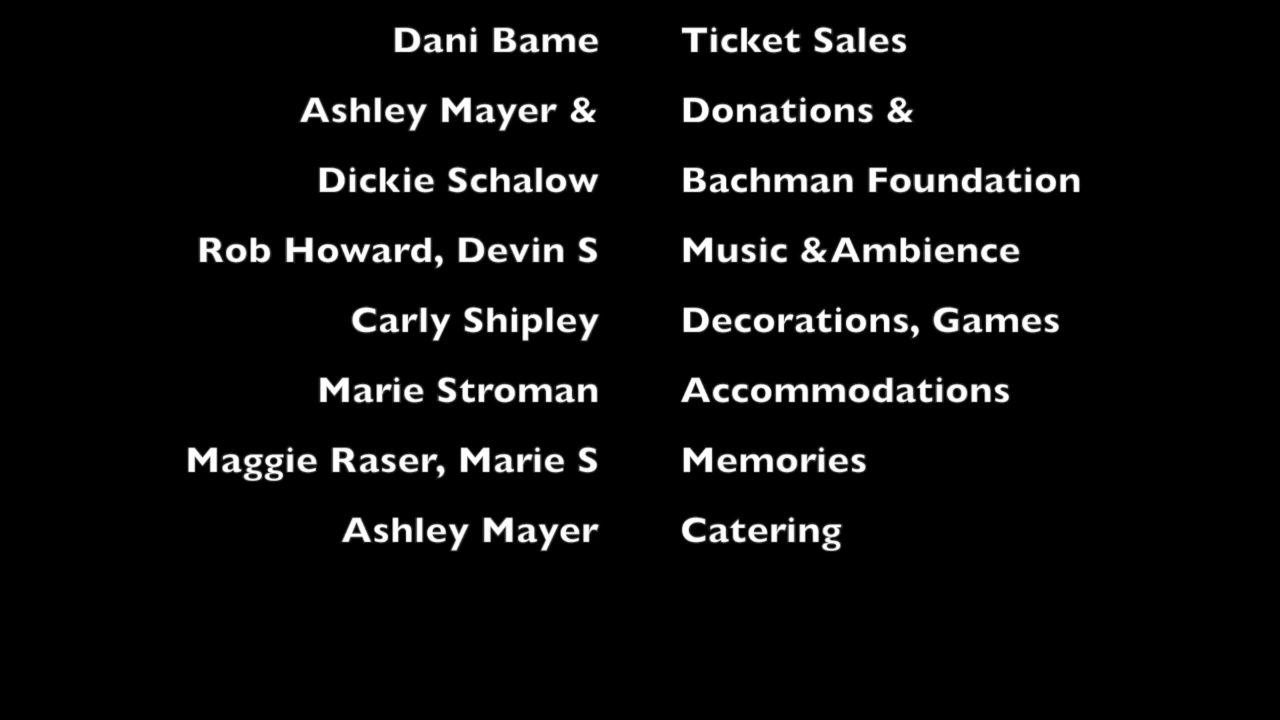 Dani Bame Ticket Sales
Ashley Mayer & Donations &
Dickie Schalow Bachman Foundation
Rob Howard, Devin S Music &Ambience
Carly Shipley Decorations, Games
Marie Stroman Accommodations
Maggie Raser, Marie S Memories
Ashley Mayer Catering